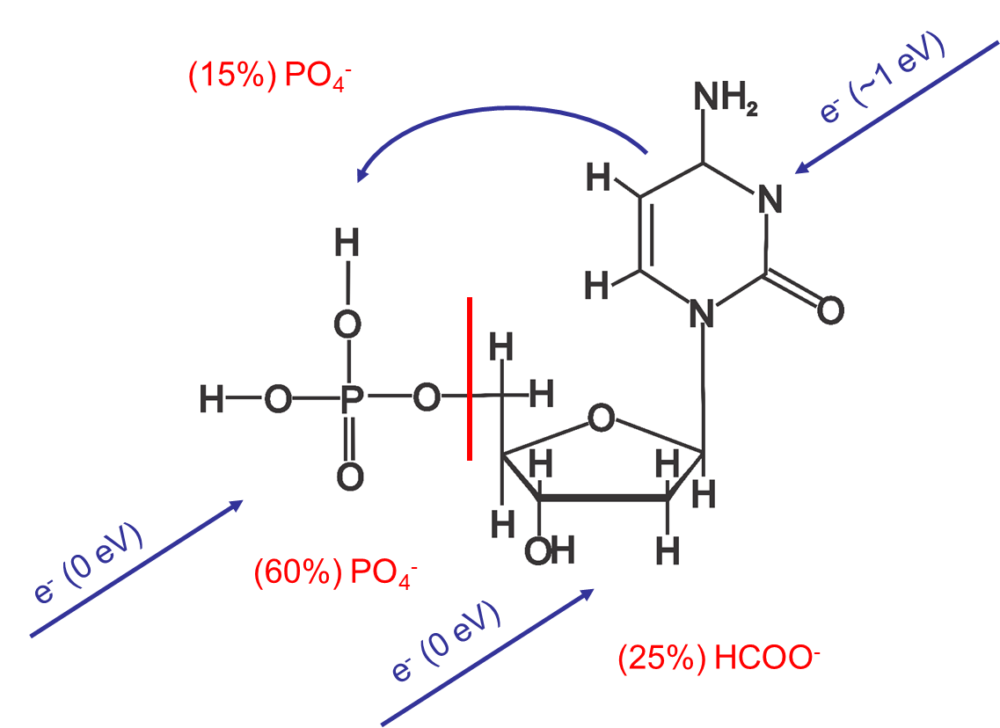 (15%) PO4-
e- (~1 eV)
NH2
H
N
H
H
O
N
O
H
H
H
O
P
O
H
O
O
H
H
H
H
OH
H
e- (0 eV)
(60%) PO4-
e- (0 eV)
(25%) HCOO-